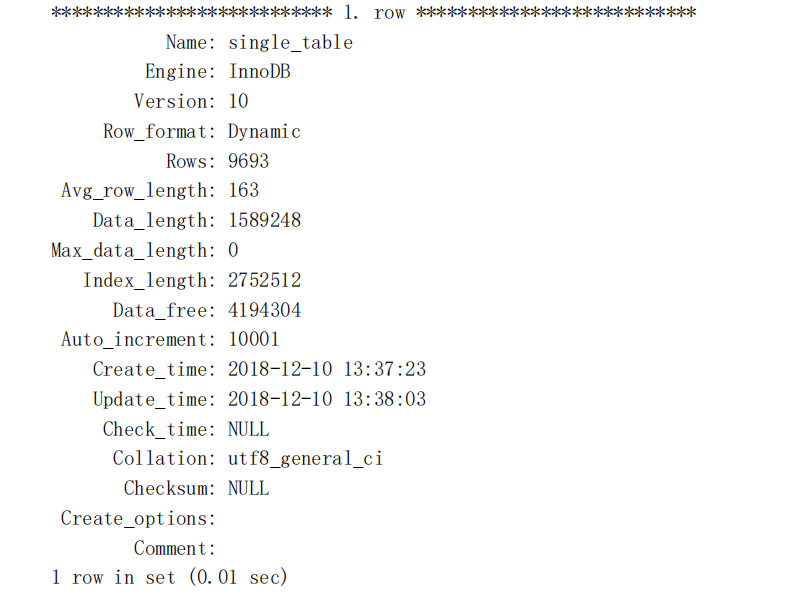 *************************** 1. row ***************************
Name: single_table
Engine: InnoDB
Version: 10
Row_format: Dynamic
Rows: 9693
Avg_row_length: 163
Data_length: 1589248
Max_data_length: 0
Index_length: 2752512
Data_free: 4194304
Auto_increment: 10001
Create_time: 2018-12-10 13:37:23
Update_time: 2018-12-10 13:38:03
Check_time: NULL
Collation: utf8_general_ci
Checksum: NULL
Create_options:
Comment:
1 row in set (0.01 sec)